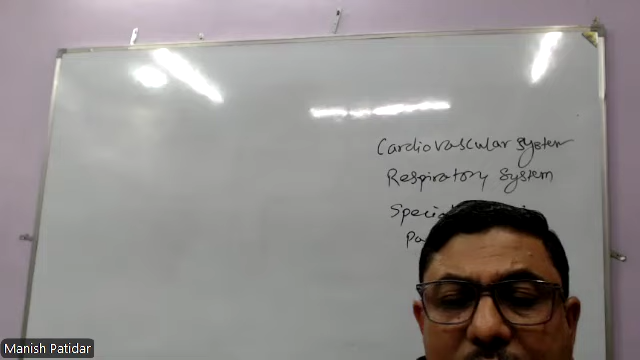 Cardiovascular System
Respiratory System
Manish Patidar